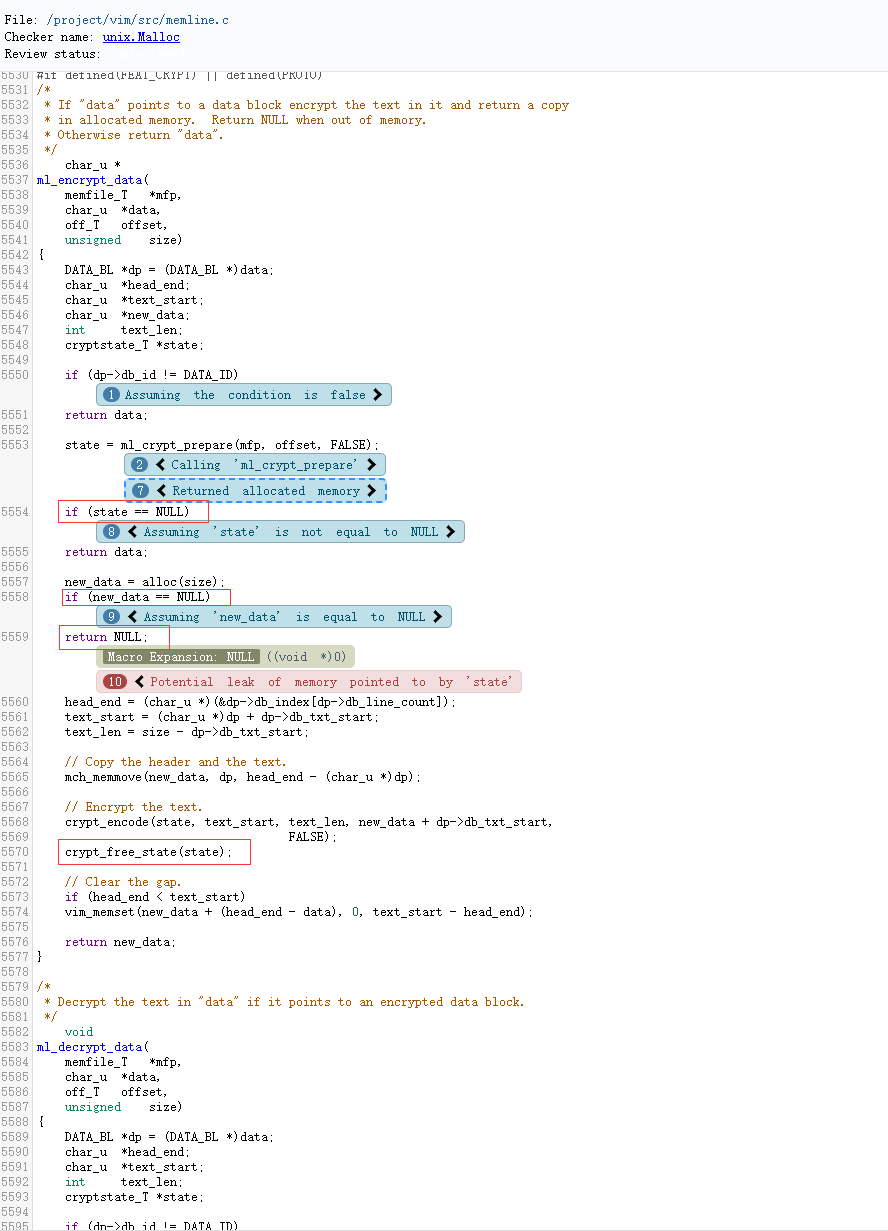 File: /project/vim/src/memline.c
Checker name: unix.Malloc
Review status:
5530 #if defined(FEAT_CRYPT) || defined(PROTO)
5531 /*
5532  * If "data" points to a data block encrypt the text in it and return a copy
5533  * in allocated memory.  Return NULL when out of memory.
5534  * Otherwise return "data".
5535  */
5536     char_u *
5537 ml_encrypt_data(
5538     memfile_T   *mfp,
5539     char_u  *data,
5540     off_T   offset,
5541     unsigned    size)
5542 {
5543     DATA_BL *dp = (DATA_BL *)data;
5544     char_u  *head_end;
5545     char_u  *text_start;
5546     char_u  *new_data;
5547     int     text_len;
5548     cryptstate_T *state;
5549
5550     if (dp->db_id != DATA_ID)
1 Assuming the condition is false >
5551     return data;
5552
5553     state = ml_crypt_prepare(mfp, offset, FALSE);
2 < Calling 'ml_crypt_prepare' >
7 < Returned allocated memory >
5554     if (state == NULL)
8 < Assuming 'state' is not equal to NULL >
5555     return data;
5556
5557     new_data = alloc(size);
5558     if (new_data == NULL)
9 < Assuming 'new_data' is equal to NULL >
5559     return NULL;
Macro Expansion: NULL ((void *)0)
10 < Potential leak of memory pointed to by 'state'
5560     head_end = (char_u *)(&dp->db_index[dp->db_line_count]);
5561     text_start = (char_u *)dp + dp->db_txt_start;
5562     text_len = size - dp->db_txt_start;
5563
5564     // Copy the header and the text.
5565     mch_memmove(new_data, dp, head_end - (char_u *)dp);
5566
5567     // Encrypt the text.
5568     crypt_encode(state, text_start, text_len, new_data + dp->db_txt_start,
5569                                     FALSE);
5570     crypt_free_state(state);
5571
5572     // Clear the gap.
5573     if (head_end < text_start)
5574     vim_memset(new_data + (head_end - data), 0, text_start - head_end);
5575
5576     return new_data;
5577 }
5578
5579 /*
5580  * Decrypt the text in "data" if it points to an encrypted data block.
5581  */
5582     void
5583 ml_decrypt_data(
5584     memfile_T   *mfp,
5585     char_u  *data,
5586     off_T   offset,
5587     unsigned    size)
5588 {
5589     DATA_BL *dp = (DATA_BL *)data;
5590     char_u  *head_end;
5591     char_u  *text_start;
5592     int     text_len;
5593     cryptstate_T *state;
5594
5595     if (dp->db_id != DATA_ID)